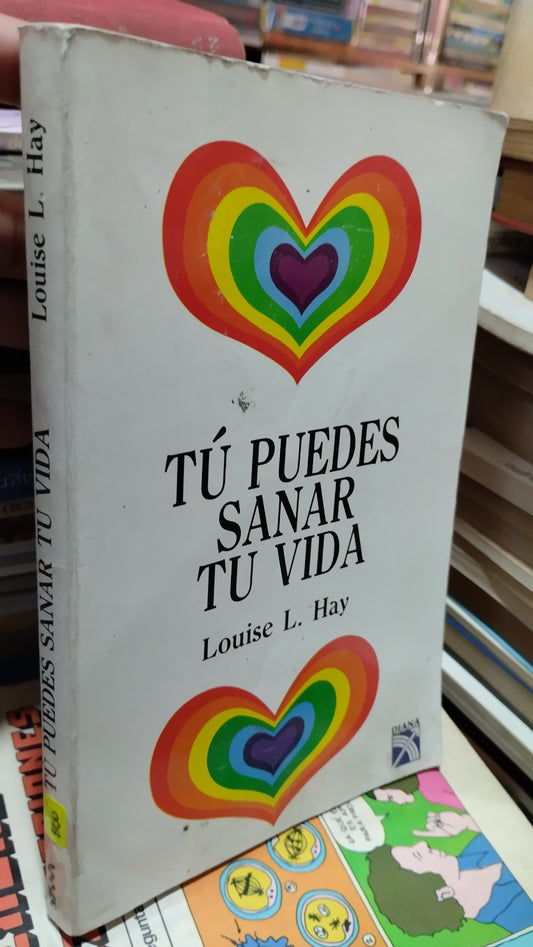 TÚ PUEDES
SANAR
TU VIDA
Louise L. Hay
DIANA
TU PUEDES SANAR TU VIDA
Louise L. Hay